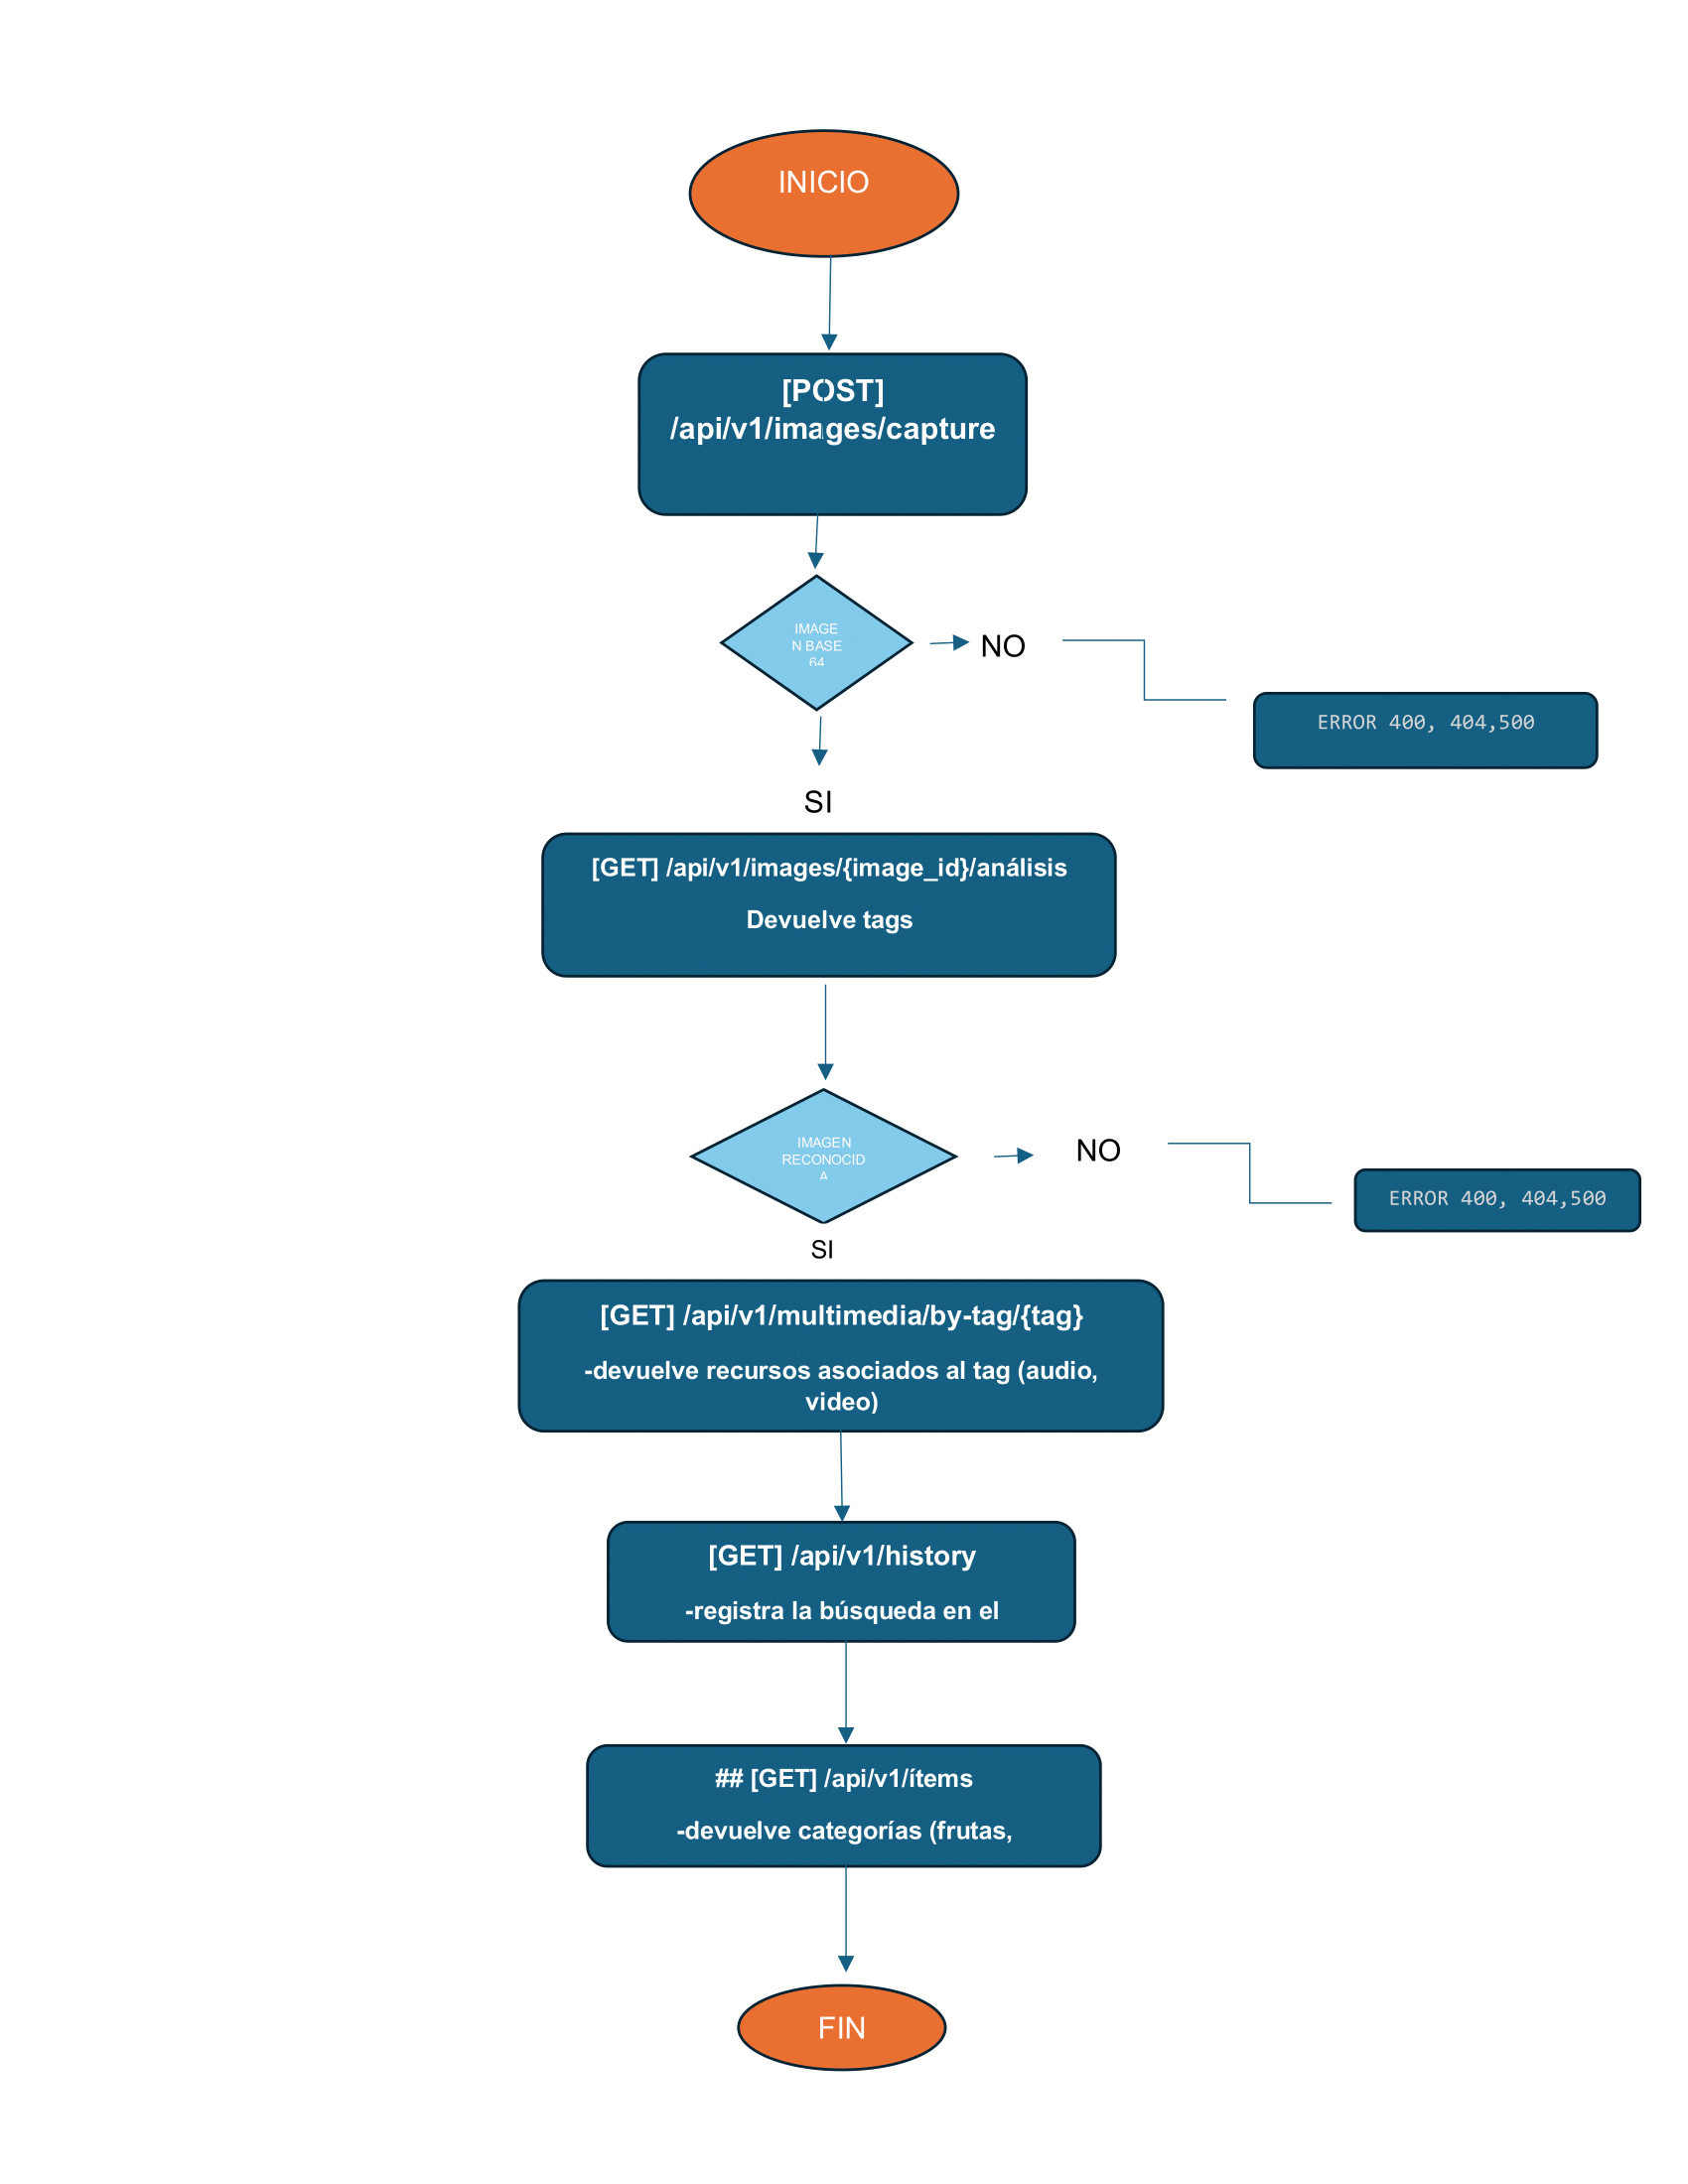 INICIO
[POST]
/api/v1/images/capture
IMAGE
N BASE
64
NO
ERROR 400, 404,500
SI
[GET] /api/v1/images/{image_id}/análisis
Devuelve tags
IMAGEN
RECONOCID
A
NO
ERROR 400, 404,500
SI
[GET] /api/v1/multimedia/by-tag/{tag}
-devuelve recursos asociados al tag (audio,
video)
[GET] /api/v1/history
-registra la búsqueda en el
## [GET] /api/v1/ítems
-devuelve categorías (frutas,
FIN